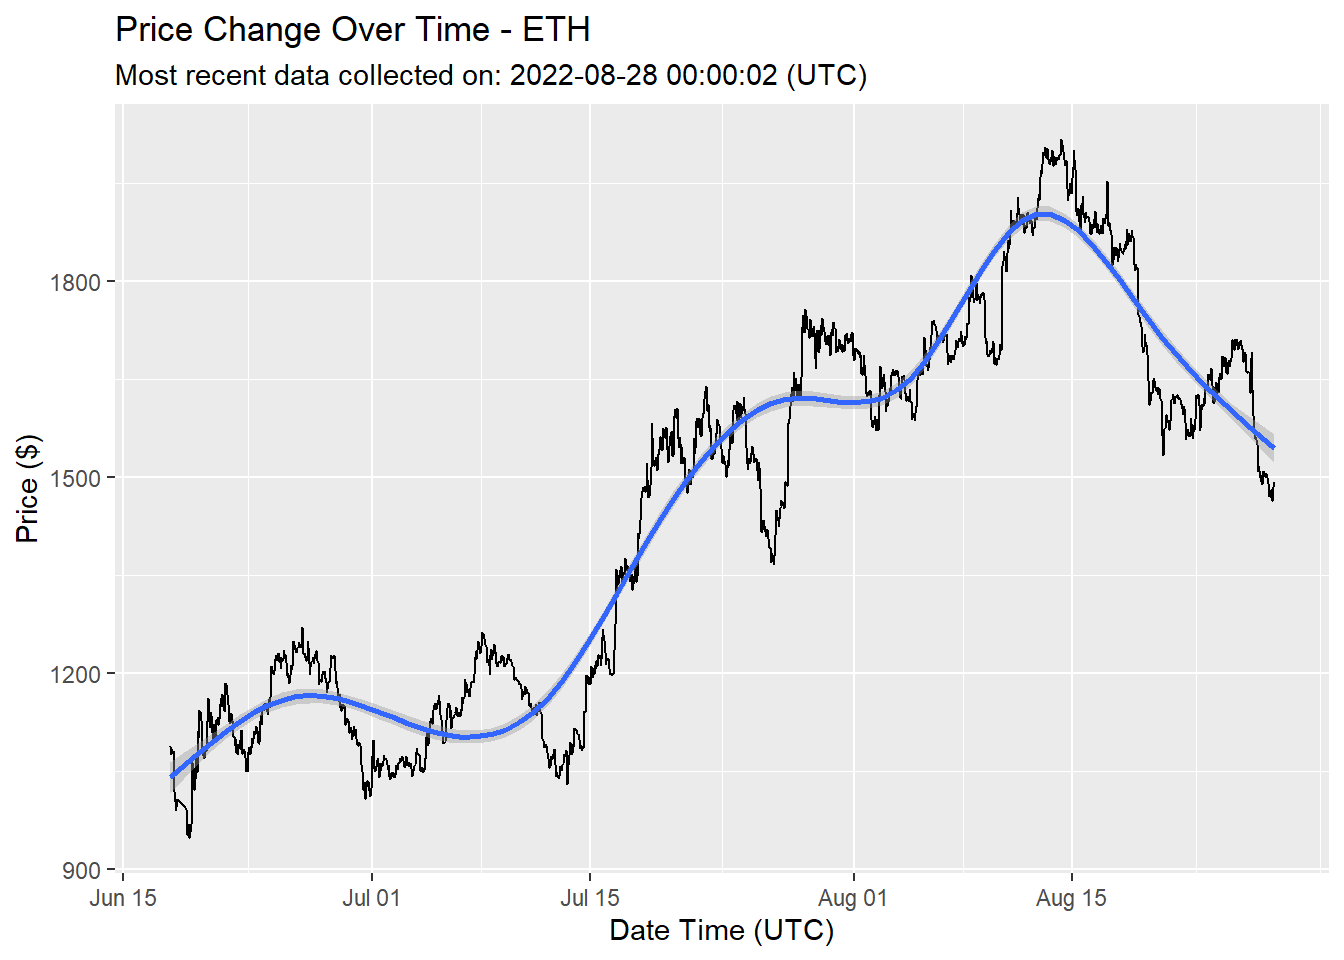 Price Change Over Time - ETH
Most recent data collected on: 2022-08-28 00:00:02 (UTC)
Price ($)
1800
1500
1200
900
Jun 15 Jul 01 Jul 15 Aug 01 Aug 15
Date Time (UTC)